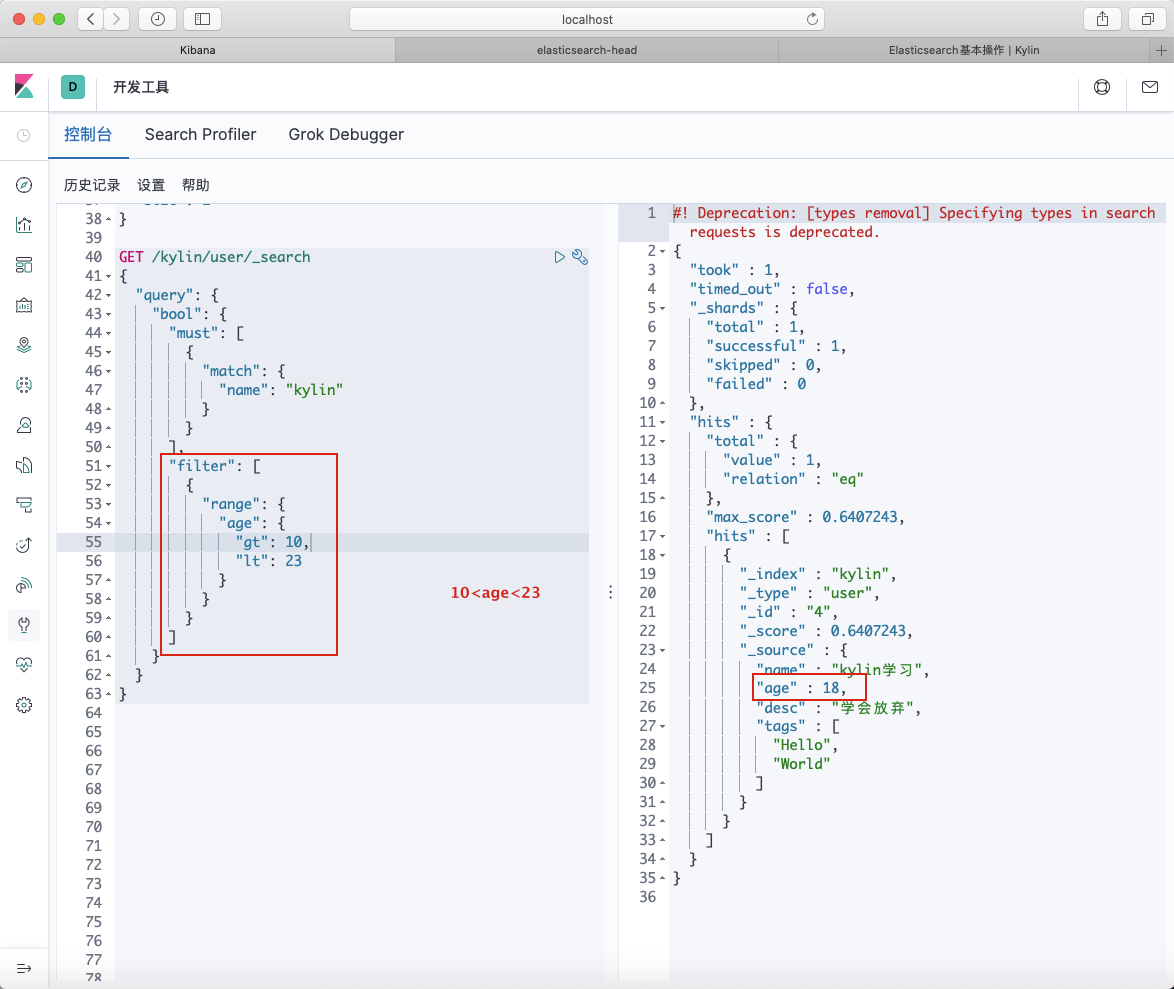 localhost
Kibana
elasticsearch-head
Elasticsearch基本操作 | Kylin
D
开发工具
控制台
Search Profiler
Grok Debugger
历史记录
设置
帮助
38 }
39
40 GET /kylin/user/_search
41 {
42 "query": {
43 "bool": {
44 "must": [
45 {
46 "match": {
47 "name": "kylin"
48 }
49 }
50 ],
51 "filter": [
52 {
53 "range": {
54 "age": {
55 "gt": 10,
56 "lt": 23
57 }
58 }
59 }
60 ]
61 }
62 }
63 }
64
65
66
67
68
69
70
71
72
73
74
75
76
77
78
10<age<23
1 #! Deprecation: [types removal] Specifying types in search
requests is deprecated.
2 {
3 "took" : 1,
4 "timed_out" : false,
5 "_shards" : {
6 "total" : 1,
7 "successful" : 1,
8 "skipped" : 0,
9 "failed" : 0
10 },
11 "hits" : {
12 "total" : {
13 "value" : 1,
14 "relation" : "eq"
15 },
16 "max_score" : 0.6407243,
17 "hits" : [
18 {
19 "_index" : "kylin",
20 "_type" : "user",
21 "_id" : "4",
22 "_score" : 0.6407243,
23 "_source" : {
24 "name" : "kylin学习",
25 "age" : 18,
26 "desc" : "学会放弃",
27 "tags" : [
28 "Hello",
29 "World"
30 ]
31 }
32 }
33 ]
34 }
35 }
36